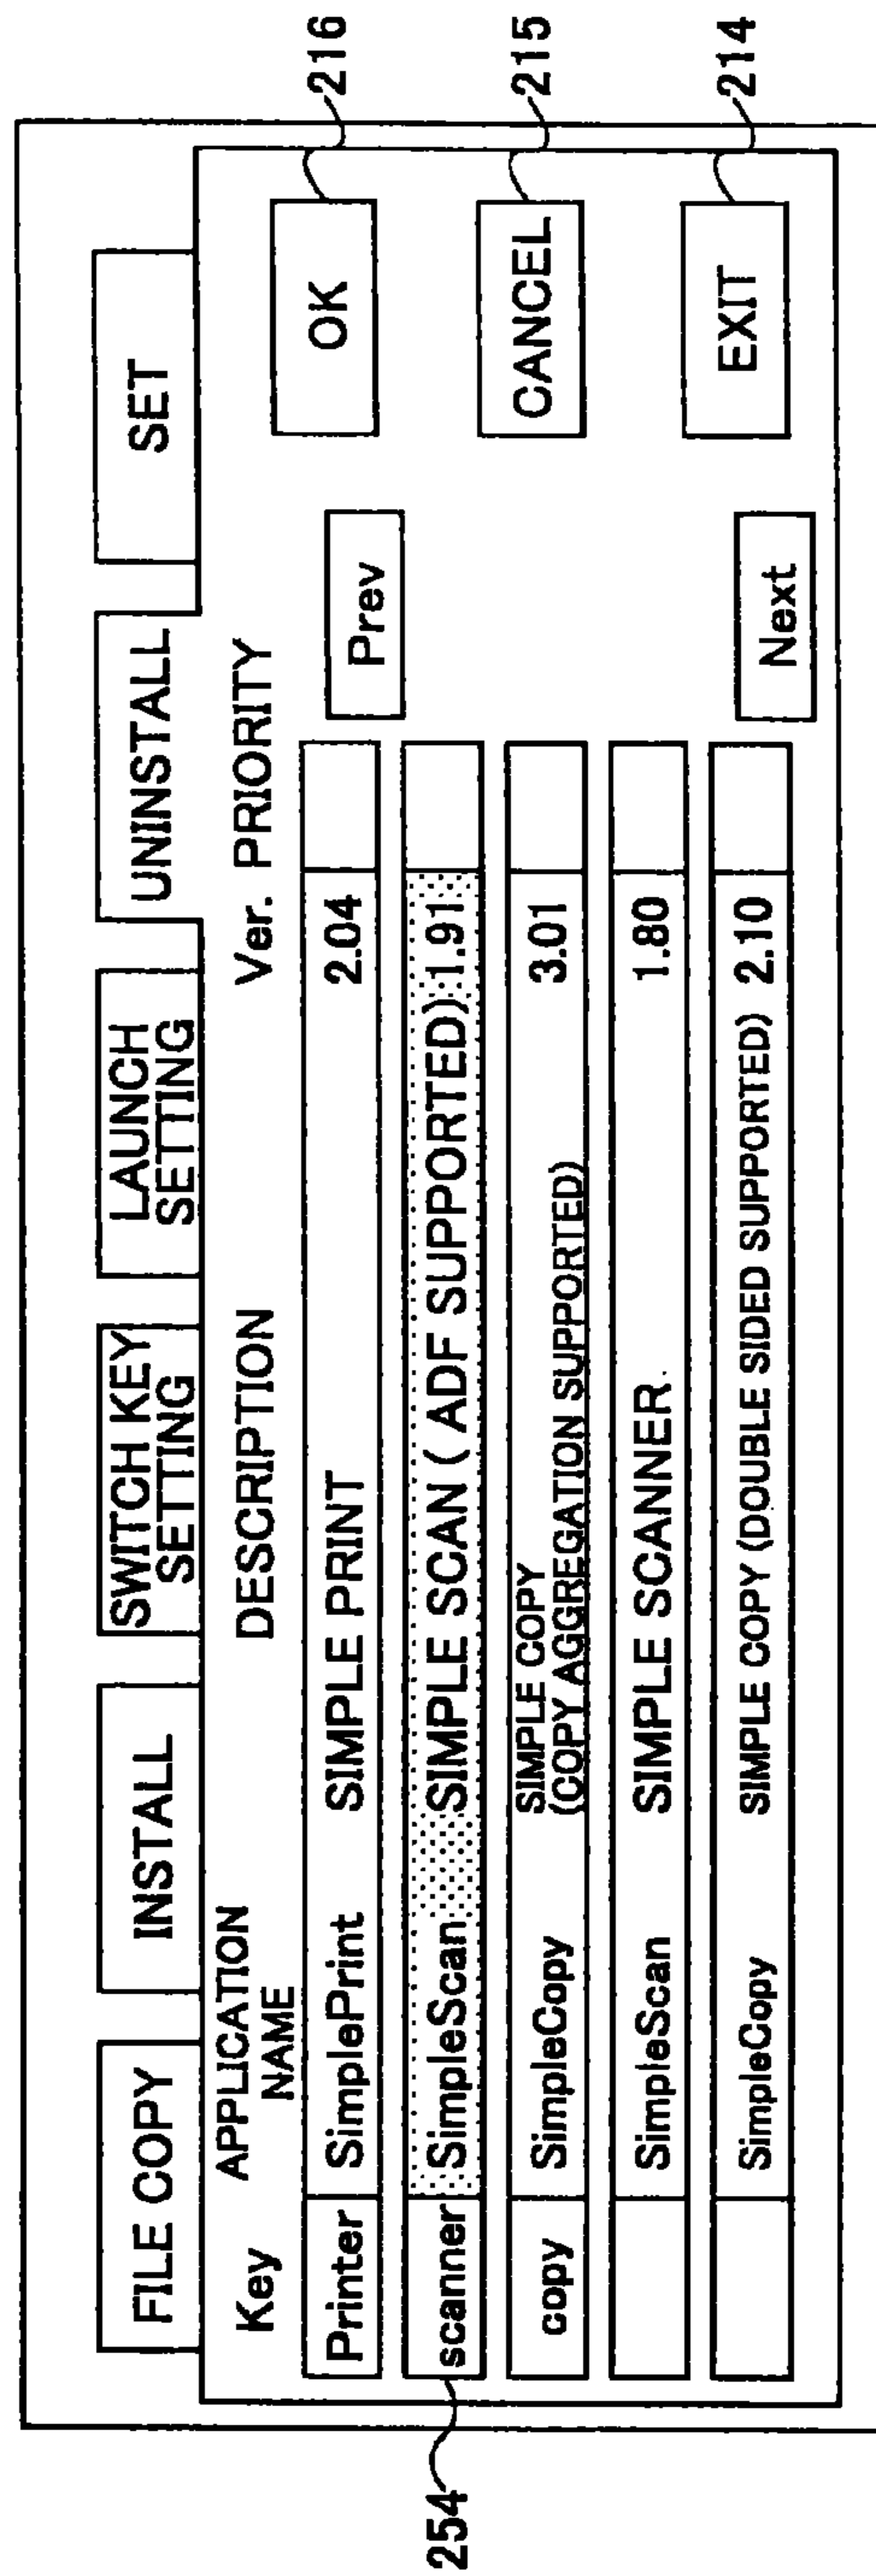 FILE COPY
INSTALL
SWITCH KEY
SETTING
LAUNCH
SETTING
UNINSTALL
SET
Key
APPLICATION
NAME
DESCRIPTION
Ver.
PRIORITY
Printer
SimplePrint
SIMPLE PRINT
2.04
scanner
SimpleScan
SIMPLE SCAN ( ADF SUPPORTED)
1.91
copy
SimpleCopy
SIMPLE COPY
(COPY AGGREGATION SUPPORTED)
3.01
SimpleScan
SIMPLE SCANNER
1.80
SimpleCopy
SIMPLE COPY (DOUBLE SIDED SUPPORTED)
2.10
Prev
Next
OK
CANCEL
EXIT
216
215
214
254